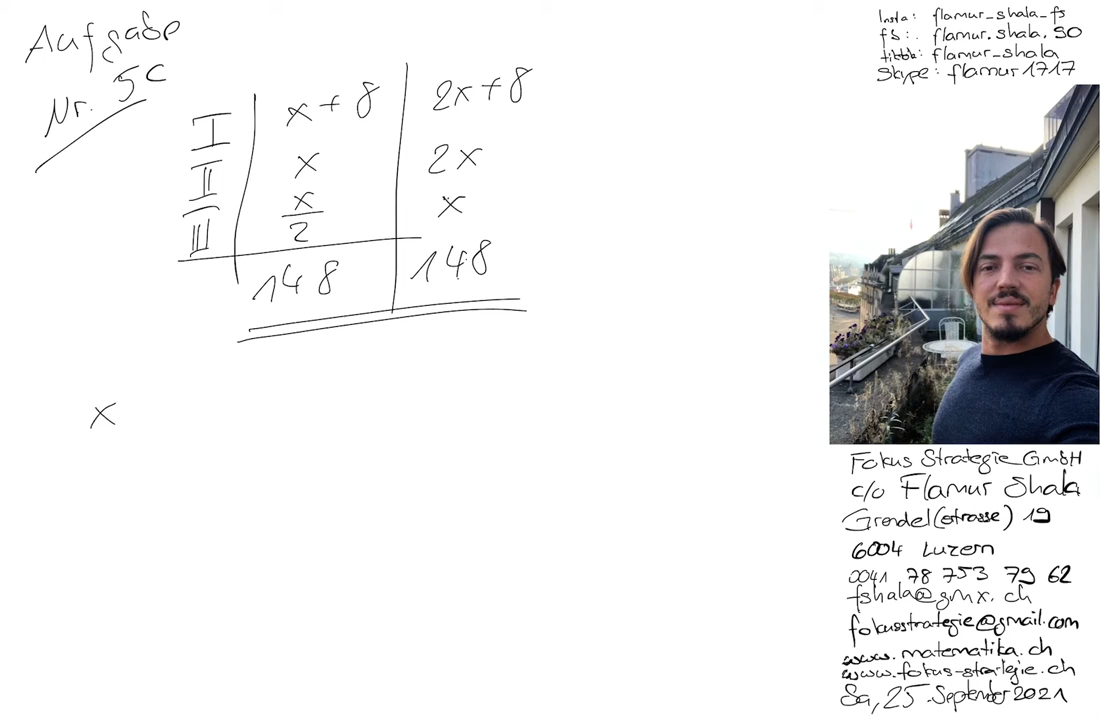 Aufgabe
Nr. 5c
I x + 8 2x + 8
II x 2x
III x/2 x
148 148
x
Insta: flamur_shala_fs
fb: flamur.shala.50
tiktok: flamur_shala
Skype: flamur1717
Fokus Strategie GmbH
c/o Flamur Shala
Grendel(strasse) 19
6004 Luzern
0041 78 753 79 62
fshala@gmx.ch
fokusstrategie@gmail.com
www.matematika.ch
www.fokus-strategie.ch
Sa, 25. September 2021